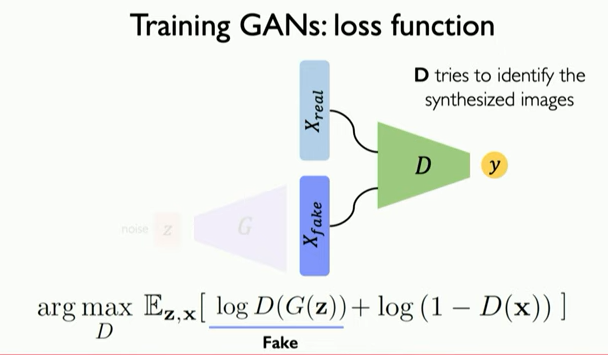 Training GANs: loss function
D tries to identify the
synthesized images
X_real
D
y
X_fake
noise z
G
arg max_D 𝔼_{z,x}[ log D(G(z)) + log (1 − D(x)) ]
Fake